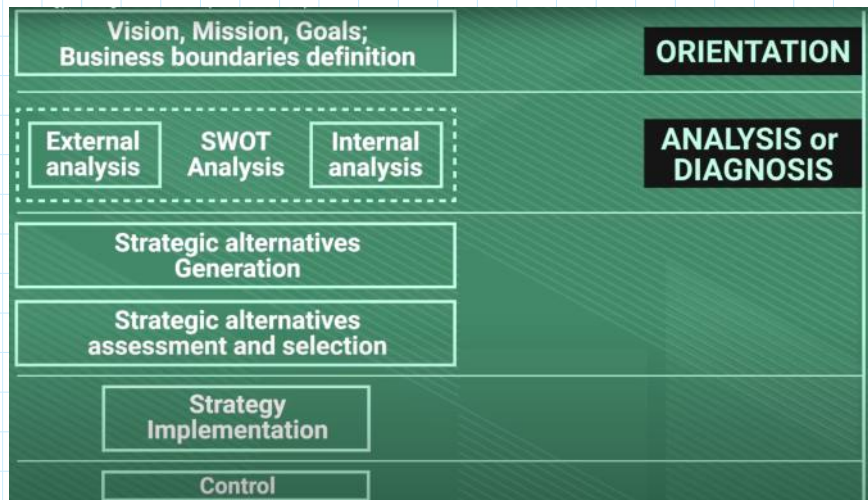 Vision, Mission, Goals;
Business boundaries definition
ORIENTATION
External
analysis
SWOT
Analysis
Internal
analysis
ANALYSIS or
DIAGNOSIS
Strategic alternatives
Generation
Strategic alternatives
assessment and selection
Strategy
Implementation
Control